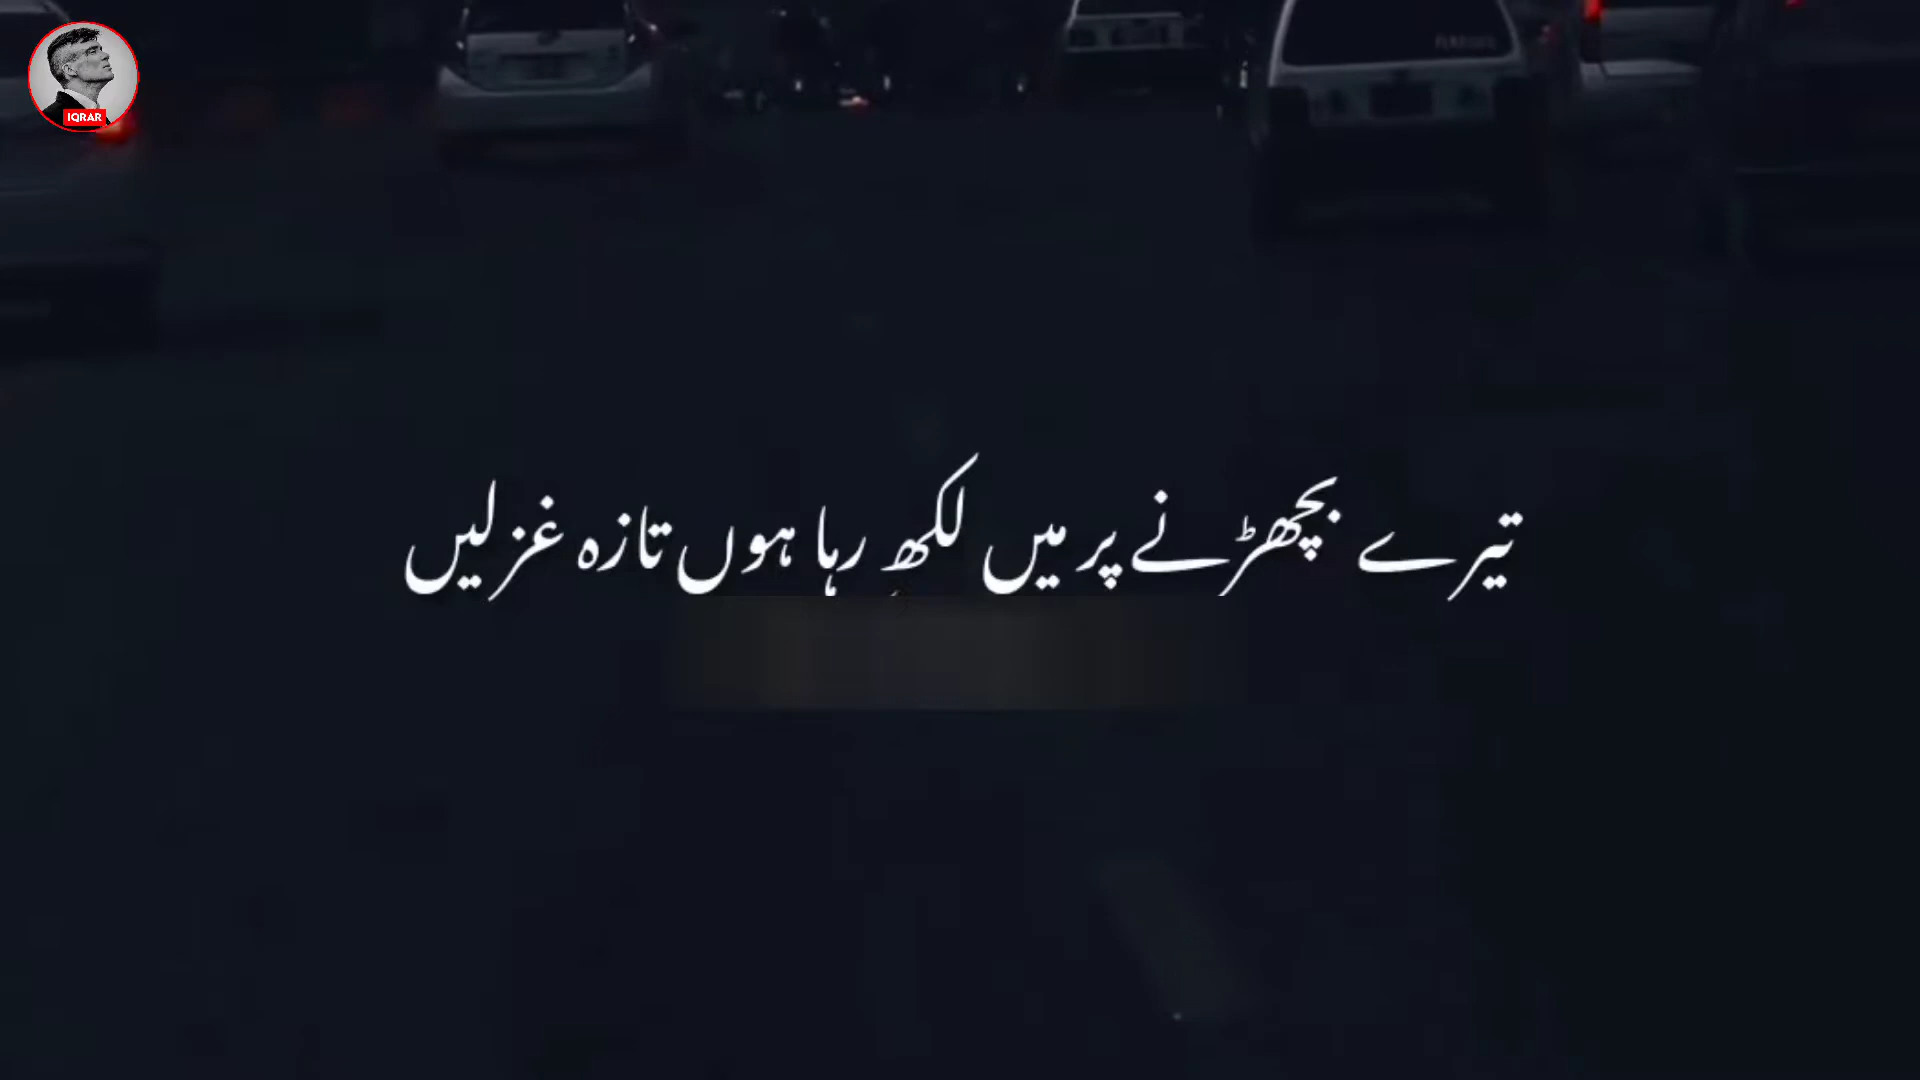 IQRAR
تیرے بچھڑنے پر میں لکھ رہا ہوں تازہ غزلیں